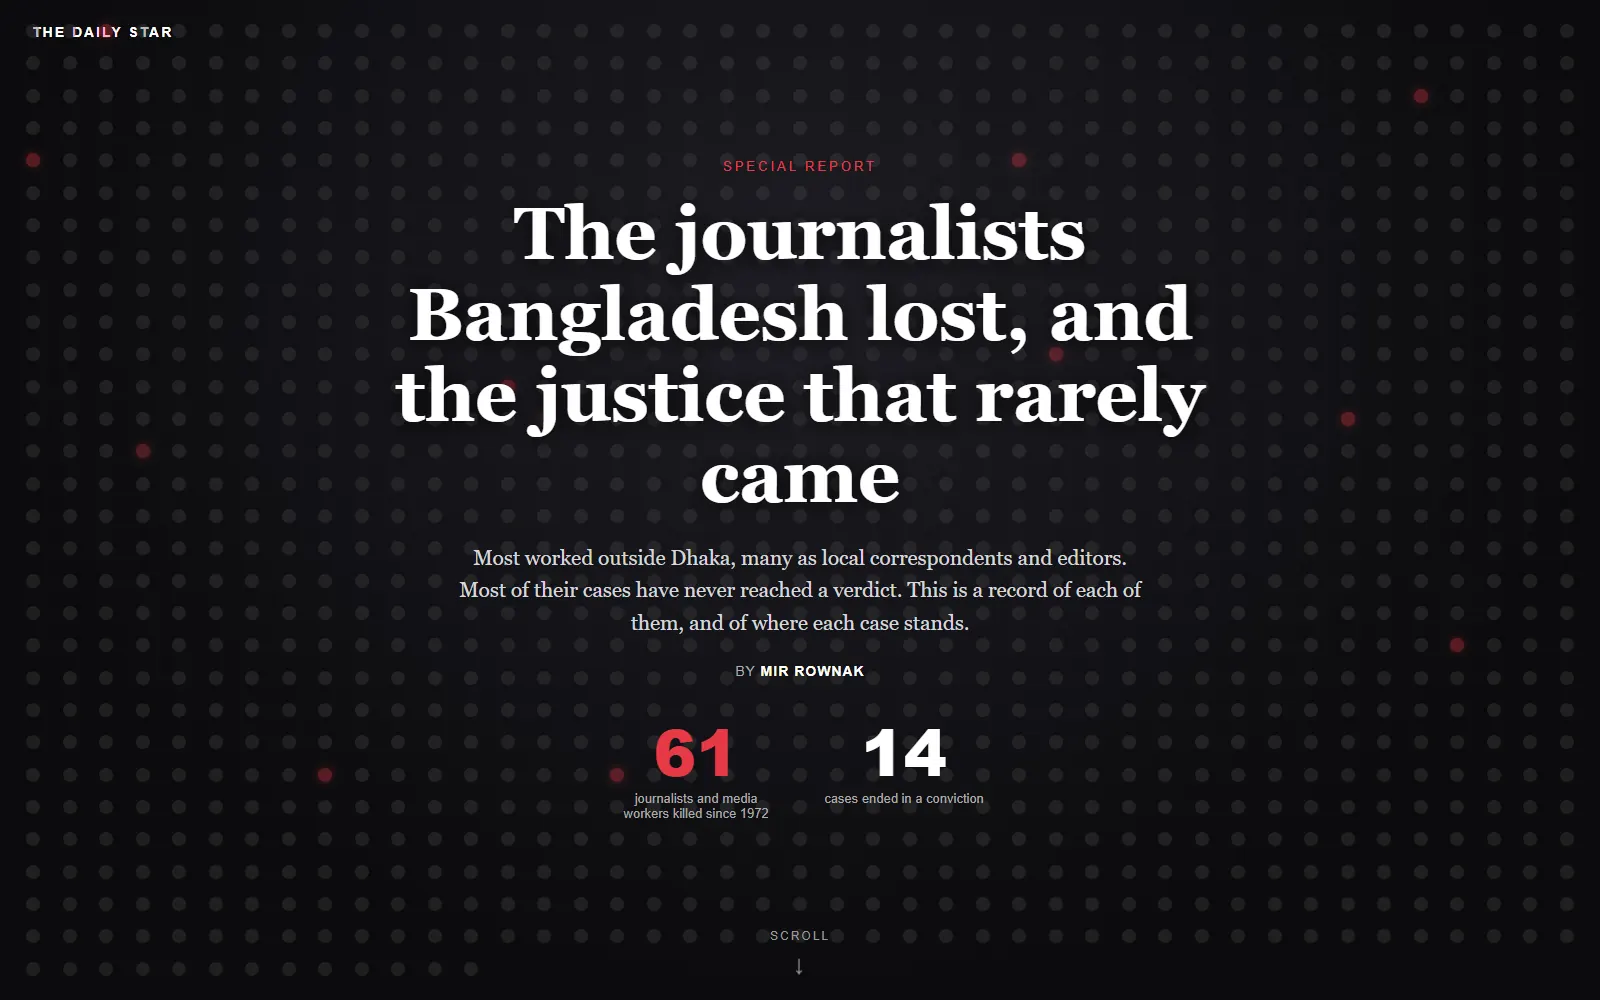 THE DAILY STAR
SPECIAL REPORT
The journalists
Bangladesh lost, and
the justice that rarely
came
Most worked outside Dhaka, many as local correspondents and editors.
Most of their cases have never reached a verdict. This is a record of each of
them, and of where each case stands.
BY MIR ROWNAK
61
journalists and media
workers killed since 1972
14
cases ended in a conviction
SCROLL
↓